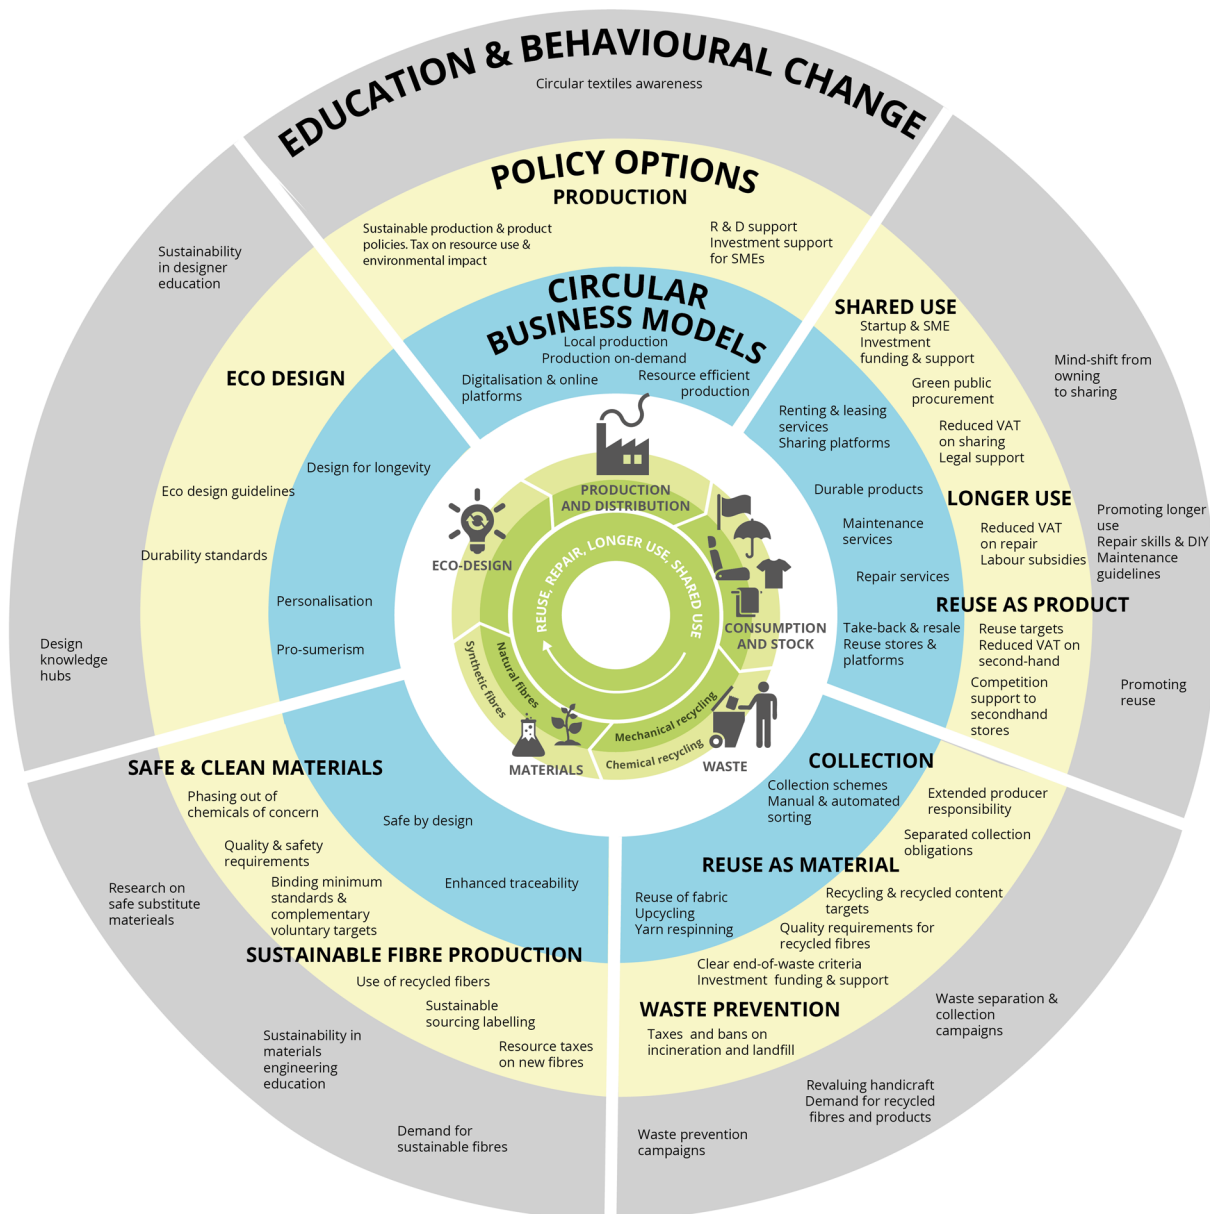 EDUCATION & BEHAVIOURAL CHANGE
Circular textiles awareness
POLICY OPTIONS
PRODUCTION
Sustainable production & product
policies. Tax on resource use &
environmental impact
R & D support
Investment support
for SMEs
CIRCULAR
BUSINESS MODELS
Local production
Production on-demand
Digitalisation & online
platforms
Resource efficient
production
SHARED USE
Startup & SME
Investment
funding & support
Green public
procurement
Reduced VAT
on sharing
Legal support
Mind-shift from
owning
to sharing
Renting & leasing
services
Sharing platforms
Durable products
LONGER USE
Reduced VAT
on repair
Labour subsidies
Promoting longer
use
Repair skills & DIY
Maintenance
guidelines
Maintenance
services
Repair services
REUSE AS PRODUCT
Take-back & resale
Reuse stores &
platforms
Reuse targets
Reduced VAT on
second-hand
Competition
support to
secondhand
stores
Promoting
reuse
COLLECTION
Collection schemes
Manual & automated
sorting
Extended producer
responsibility
Separated collection
obligations
REUSE AS MATERIAL
Reuse of fabric
Upcycling
Yarn respinning
Recycling & recycled content
targets
Quality requirements for
recycled fibres
Clear end-of-waste criteria
Investment funding & support
WASTE PREVENTION
Taxes and bans on
incineration and landfill
Waste separation &
collection
campaigns
Revaluing handicraft
Demand for recycled
fibres and products
Waste prevention
campaigns
SAFE & CLEAN MATERIALS
Phasing out of
chemicals of concern
Quality & safety
requirements
Binding minimum
standards &
complementary
voluntary targets
Safe by design
Enhanced traceability
Research on
safe substitute
materieals
SUSTAINABLE FIBRE PRODUCTION
Use of recycled fibers
Sustainable
sourcing labelling
Resource taxes
on new fibres
Sustainability in
materials
engineering
education
Demand for
sustainable fibres
Sustainability
in designer
education
ECO DESIGN
Design for longevity
Eco design guidelines
Durability standards
Personalisation
Pro-sumerism
Design
knowledge
hubs
PRODUCTION
AND DISTRIBUTION
ECO-DESIGN
REUSE, REPAIR, LONGER USE, SHARED USE
CONSUMPTION
AND STOCK
Natural fibres
Synthetic fibres
Mechanical recycling
Chemical recycling
MATERIALS
WASTE